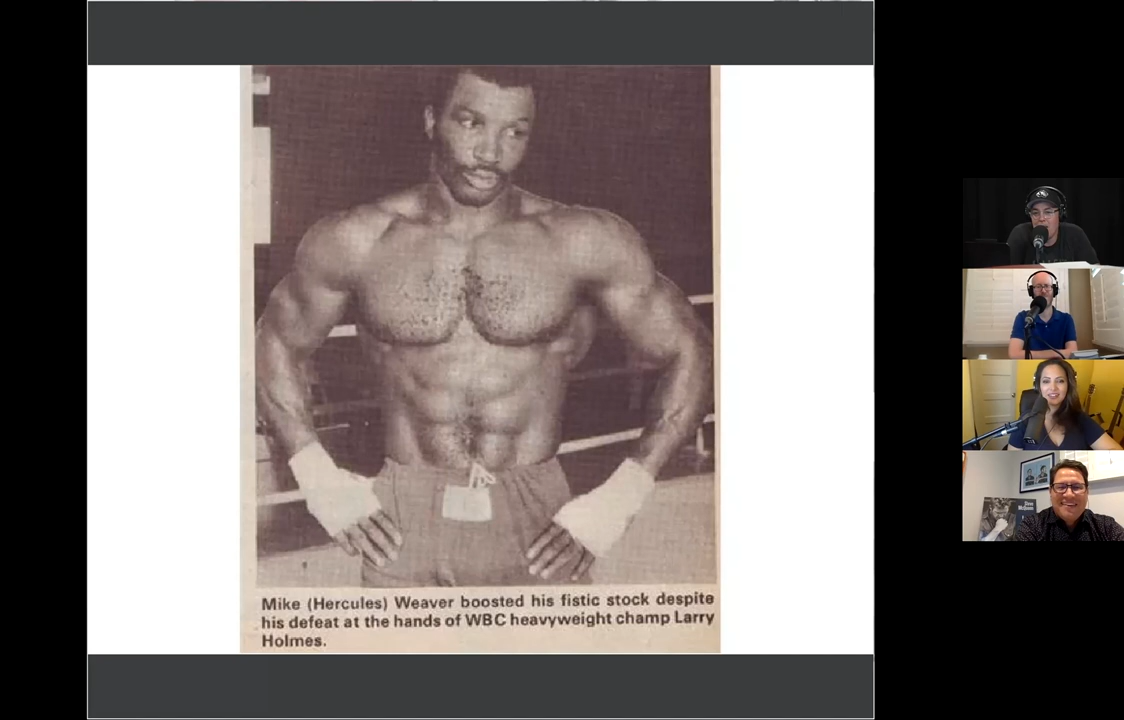 Mike (Hercules) Weaver boosted his fistic stock despite
his defeat at the hands of WBC heavyweight champ Larry
Holmes.